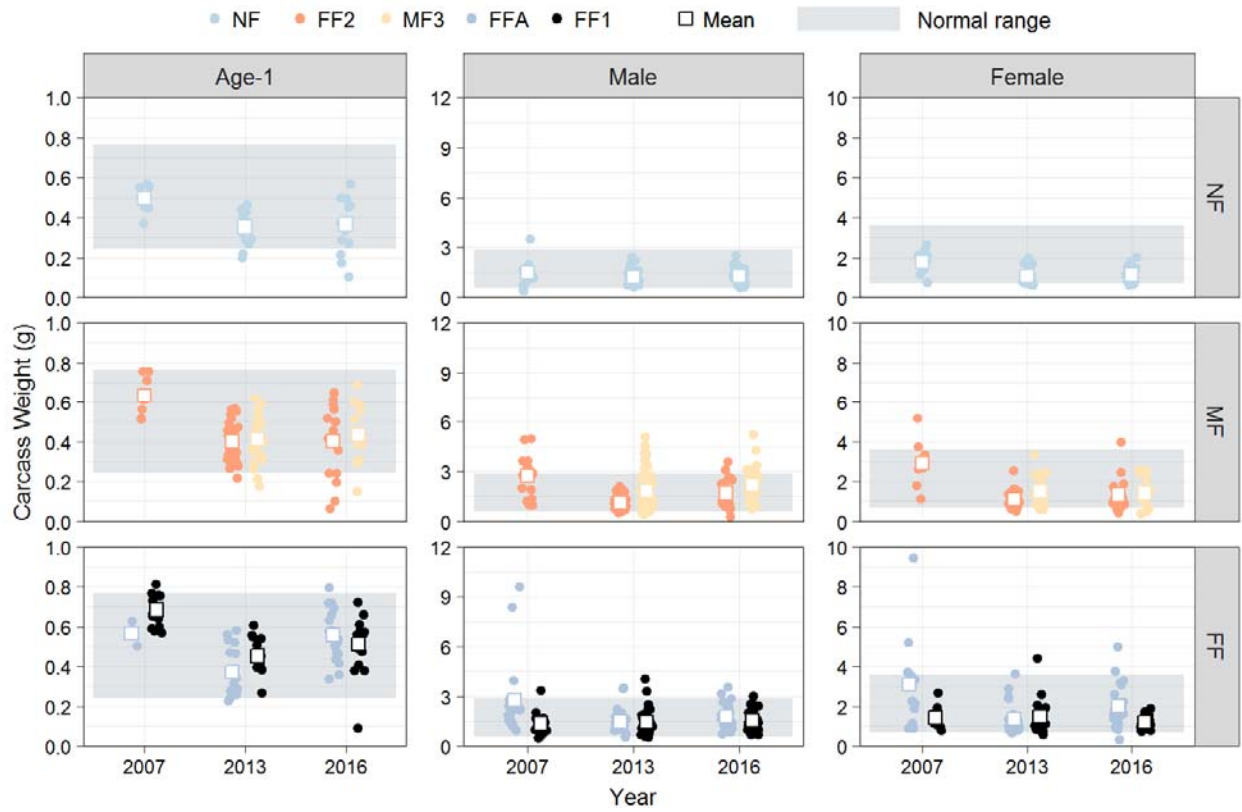 NF FF2 MF3 FFA FF1 Mean Normal range
Age-1 Male Female
1.0 12 10
0.8 9 8
0.6 6 6
0.4 4
0.2 3 2
0.0 0 0
NF
1.0 12 10
0.8 9 8
0.6 6 6
0.4 4
0.2 3 2
0.0 0 0
MF
Carcass Weight (g)
1.0 12 10
0.8 9 8
0.6 6 6
0.4 4
0.2 3 2
0.0 0 0
FF
2007 2013 2016 2007 2013 2016 2007 2013 2016
Year